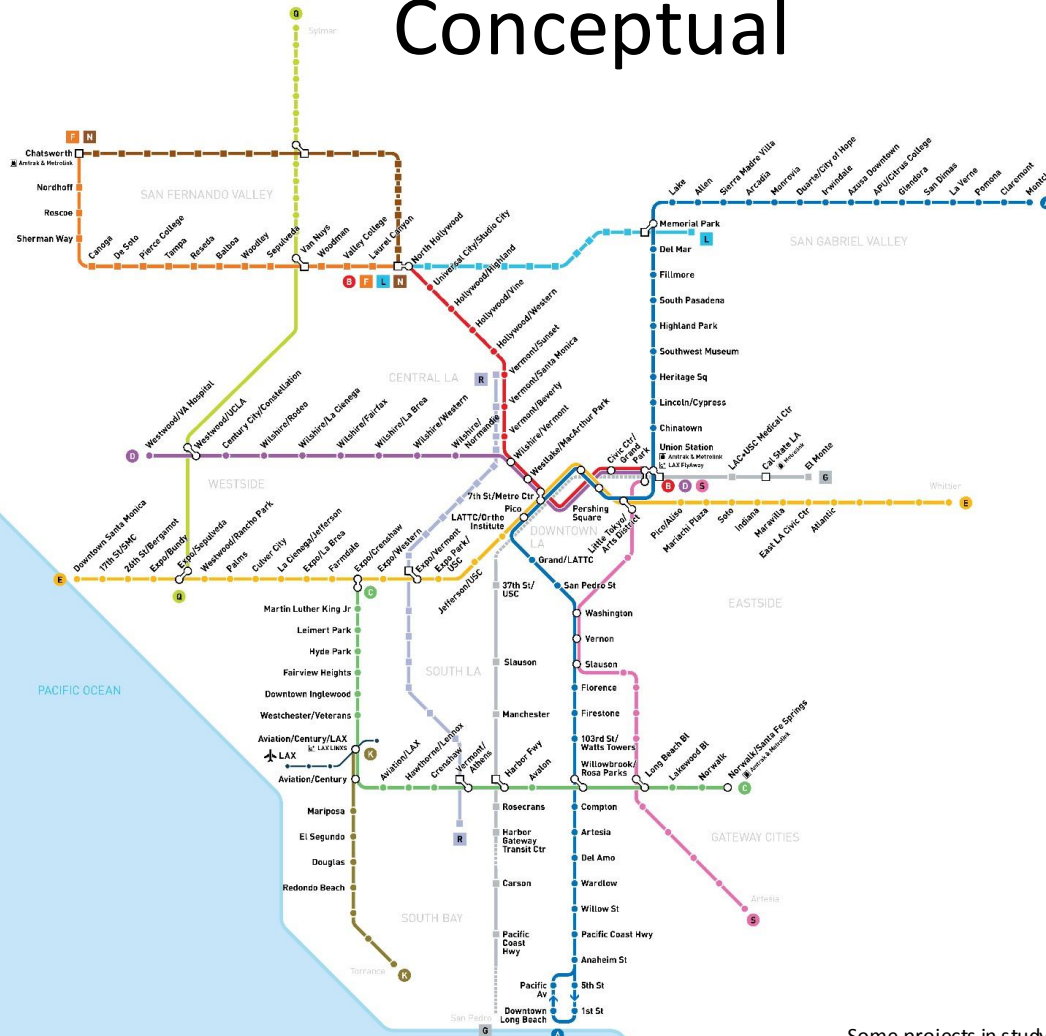 Conceptual
Q
Sylmar
F N
Chatsworth
Amtrak & Metrolink
Nordhoff
Roscoe
Sherman Way
SAN FERNANDO VALLEY
Canoga
De Soto
Pierce College
Tampa
Reseda
Balboa
Woodley
Sepulveda
Van Nuys
Woodman
Valley College
Laurel Canyon
North Hollywood
B F L N
Universal City/Studio City
Hollywood/Highland
Hollywood/Vine
Hollywood/Western
Vermont/Sunset
Vermont/Santa Monica
Vermont/Beverly
Wilshire/Vermont
Westlake/MacArthur Park
Lake
Allen
Sierra Madre Villa
Arcadia
Monrovia
Duarte/City of Hope
Irwindale
Azusa Downtown
APU/Citrus College
Glendora
San Dimas
La Verne
Pomona
Claremont
Memorial Park
L
SAN GABRIEL VALLEY
Del Mar
Fillmore
South Pasadena
Highland Park
Southwest Museum
Heritage Sq
Lincoln/Cypress
Chinatown
Union Station
Amtrak & Metrolink
LAX FlyAway
B D S
LAC+USC Medical Ctr
Cal State LA
Metrolink
El Monte
G
CENTRAL LA
R
D
Westwood/VA Hospital
Westwood/UCLA
Century City/Constellation
Wilshire/Rodeo
Wilshire/La Cienega
Wilshire/Fairfax
Wilshire/La Brea
Wilshire/Western
Wilshire/
Normandie
WESTSIDE
Civic Ctr/
Grand
Park
7th St/Metro Ctr
Pico
LATTC/Ortho
Institute
Pershing
Square
DOWNTOWN
LA
Little Tokyo/
Arts District
Pico/Aliso
Mariachi Plaza
Soto
Indiana
Maravilla
East LA Civic Ctr
Atlantic
Whittier
E
E
Downtown Santa Monica
17th St/SMC
26th St/Bergamot
Expo/Bundy
Expo/Sepulveda
Westwood/Rancho Park
Palms
Culver City
La Cienega/Jefferson
Expo/La Brea
Farmdale
Expo/Crenshaw
Expo/Western
Expo/Vermont
Expo Park/
USC
Jefferson/USC
Q
C
Grand/LATTC
San Pedro St
37th St/
USC
Washington
Vernon
Slauson
EASTSIDE
Martin Luther King Jr
Leimert Park
Hyde Park
Fairview Heights
Downtown Inglewood
Westchester/Veterans
Aviation/Century/LAX
LAX LINXS
LAX
K
Aviation/Century
PACIFIC OCEAN
SOUTH LA
Slauson
Manchester
Florence
Firestone
103rd St/
Watts Towers
Willowbrook/
Rosa Parks
Aviation/LAX
Hawthorne/Lennox
Crenshaw
Vermont/
Athens
Harbor Fwy
Avalon
Long Beach Bl
Lakewood Bl
Norwalk
Norwalk/Santa Fe Springs
Amtrak & Metrolink
C
Mariposa
El Segundo
Douglas
Redondo Beach
R
Rosecrans
Harbor
Gateway
Transit Ctr
Carson
Pacific
Coast
Hwy
Compton
Artesia
Del Amo
Wardlow
Willow St
Pacific Coast Hwy
Anaheim St
GATEWAY CITIES
Artesia
S
SOUTH BAY
Torrance
K
Pacific
Av
5th St
Downtown
Long Beach
1st St
San Pedro
G
A